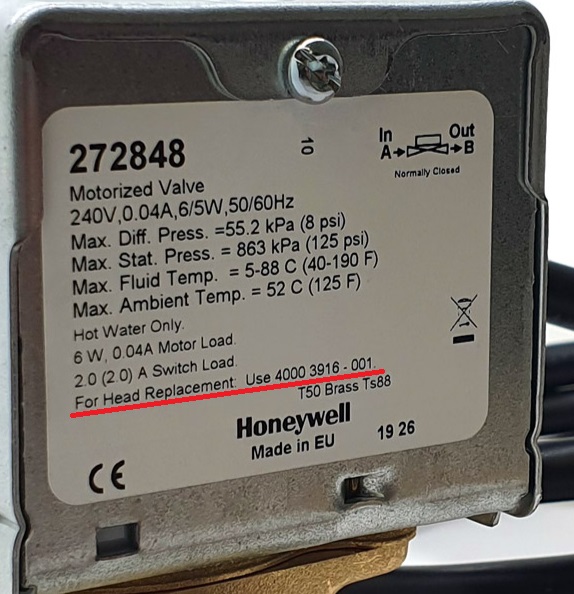 272848
10
In Out
A B
Normally Closed
Motorized Valve
240V,0.04A,6/5W,50/60Hz
Max. Diff. Press. =55.2 kPa (8 psi)
Max. Stat. Press. = 863 kPa (125 psi)
Max. Fluid Temp. = 5-88 C (40-190 F)
Max. Ambient Temp. = 52 C (125 F)
Hot Water Only.
6 W, 0.04A Motor Load.
2.0 (2.0) A Switch Load.
For Head Replacement: Use 4000 3916 - 001.
T50 Brass Ts88
Honeywell
Made in EU
19 26
CE